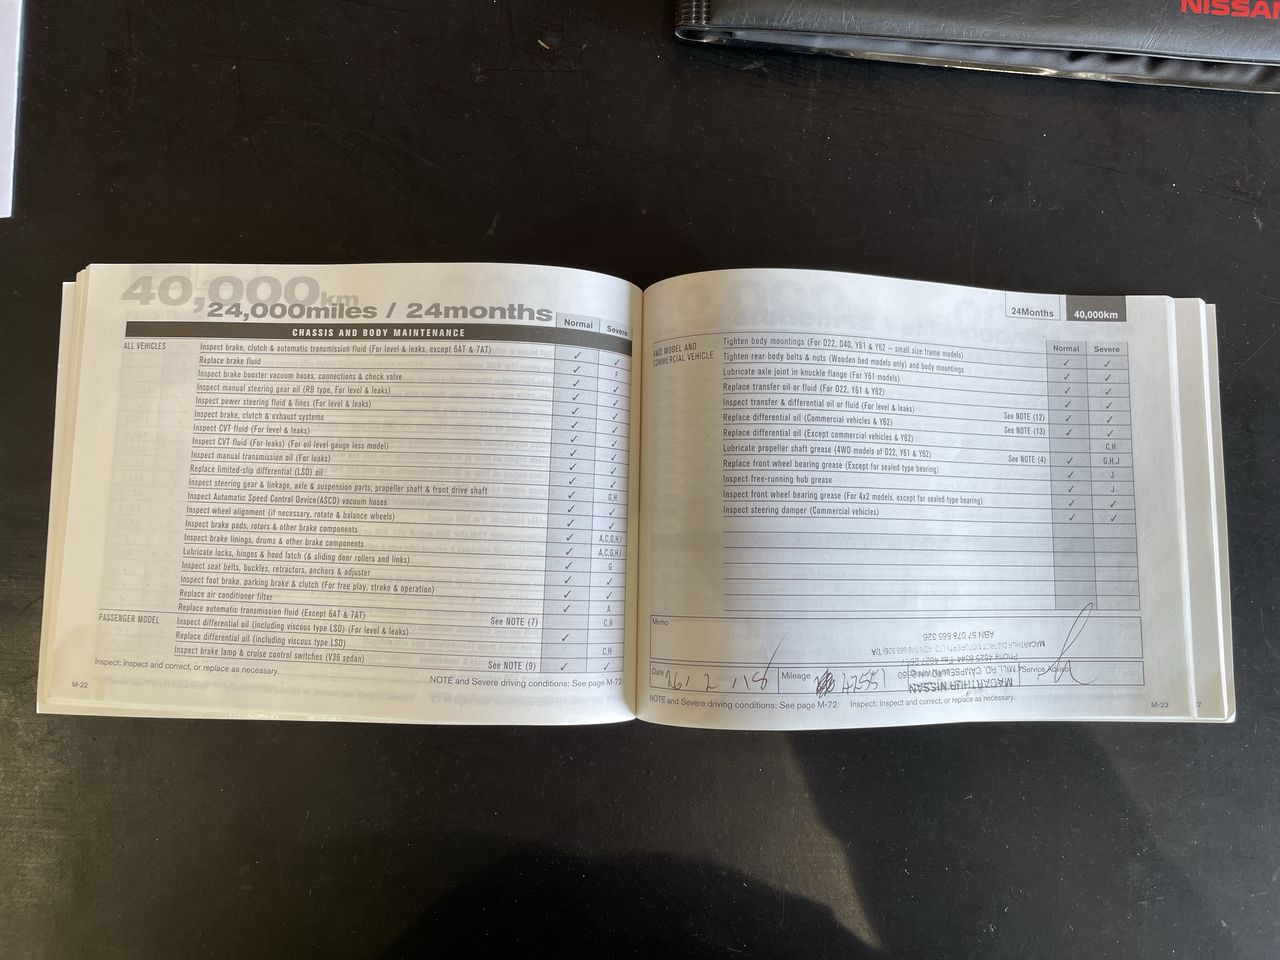 NISSAN
40,000km
24,000miles / 24months
Normal Severe
CHASSIS AND BODY MAINTENANCE
ALL VEHICLES
Inspect brake, clutch & automatic transmission fluid (For level & leaks, except 6AT & 7AT) ✓ ✓
Replace brake fluid ✓ F
Inspect brake booster vacuum hoses, connections & check valve ✓ ✓
Inspect manual steering gear oil (RB type, For level & leaks) ✓ ✓
Inspect power steering fluid & lines (For level & leaks) ✓ ✓
Inspect brake, clutch & exhaust systems ✓ ✓
Inspect CVT fluid (For level & leaks) ✓ ✓
Inspect CVT fluid (For leaks) (For oil level gauge less model) ✓ ✓
Inspect manual transmission oil (For leaks) ✓ ✓
Replace limited-slip differential (LSD) oil ✓ ✓
Inspect steering gear & linkage, axle & suspension parts, propeller shaft & front drive shaft ✓ G,H
Inspect Automatic Speed Control Device(ASCD) vacuum hoses ✓ ✓
Inspect wheel alignment (if necessary, rotate & balance wheels) ✓ ✓
Inspect brake pads, rotors & other brake components ✓ A,C,G,H,I
Inspect brake linings, drums & other brake components ✓ A,C,G,H,I
Lubricate locks, hinges & hood latch (& sliding door rollers and links) ✓ G
Inspect seat belts, buckles, retractors, anchors & adjuster ✓ ✓
Inspect foot brake, parking brake & clutch (For free play, stroke & operation) ✓ ✓
Replace air conditioner filter ✓ A
Replace automatic transmission fluid (Except 6AT & 7AT) See NOTE (7) C,H
PASSENGER MODEL
Inspect differential oil (including viscous type LSD) (For level & leaks) ✓
Replace differential oil (including viscous type LSD) C,H
Inspect brake lamp & cruise control switches (V36 sedan) See NOTE (9) ✓ ✓
Inspect: Inspect and correct, or replace as necessary.
NOTE and Severe driving conditions: See page M-72
M-22
24Months 40,000km
Normal Severe
4WD MODEL AND
COMMERCIAL VEHICLE
Tighten body mountings (For D22, D40, Y61 & Y62 – small size frame models) ✓ ✓
Tighten rear body bolts & nuts (Wooden bed models only) and body mountings ✓ ✓
Lubricate axle joint in knuckle flange (For Y61 models) ✓ ✓
Replace transfer oil or fluid (For D22, Y61 & Y62) ✓ ✓
Inspect transfer & differential oil or fluid (For level & leaks) ✓ ✓
Replace differential oil (Commercial vehicles & Y62) See NOTE (12) ✓ ✓
Replace differential oil (Except commercial vehicles & Y62) See NOTE (13) C,H
Lubricate propeller shaft grease (4WD models of D22, Y61 & Y62) ✓ G,H,J
Replace front wheel bearing grease (Except for sealed type bearing) See NOTE (4) ✓ J
Inspect free-running hub grease ✓ J
Inspect front wheel bearing grease (For 4x2 models, except for sealed type bearing) ✓ ✓
Inspect steering damper (Commercial vehicles) ✓ ✓
Memo
ABN 57 078 665 326
Date
Mileage
Service Advisor
MACARTHUR NISSAN
NOTE and Severe driving conditions: See page M-72
Inspect: Inspect and correct, or replace as necessary.
M-23